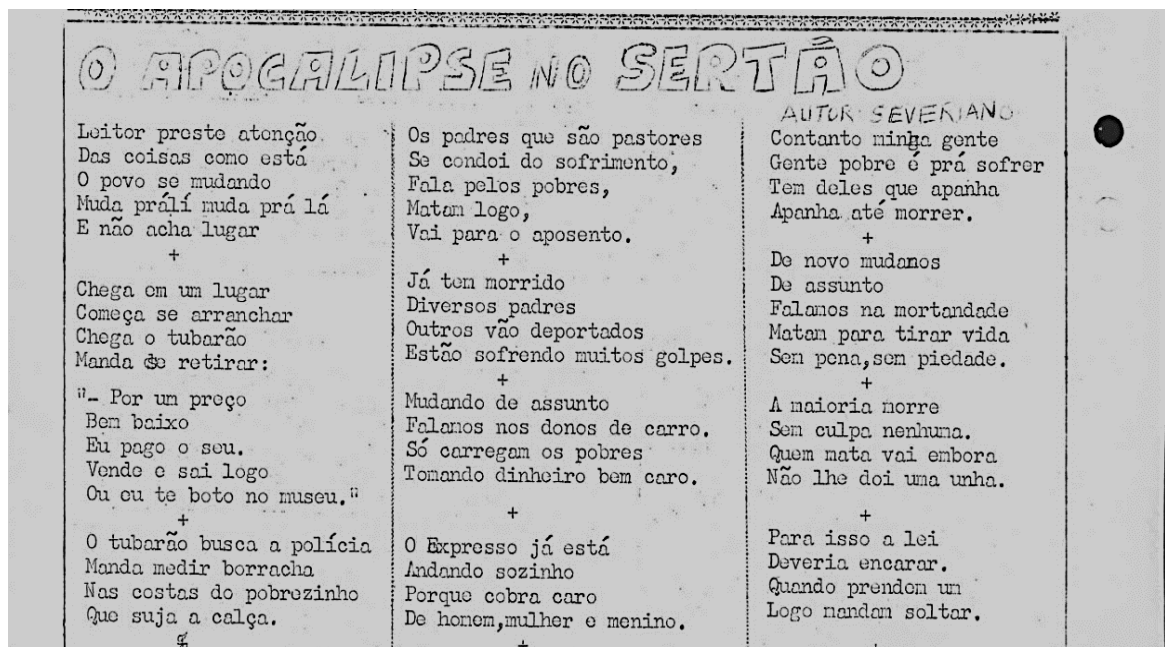 O APOCALIPSE NO SERTÃO
AUTOR SEVERIANO
Leitor preste atenção
Das coisas como está
O povo se mudando
Muda prálí muda prá lá
E não acha lugar
+
Chega em um lugar
Começa se arranchar
Chega o tubarão
Manda se retirar:
"- Por um preço
Bem baixo
Eu pago o seu.
Vende e sai logo
Ou eu te boto no museu."
+
O tubarão busca a polícia
Manda medir borracha
Nas costas do pobrezinho
Que suja a calça.
Os padres que são pastores
Se condoi do sofrimento,
Fala pelos pobres,
Matam logo,
Vai para o aposento.
+
Já tem morrido
Diversos padres
Outros vão deportados
Estão sofrendo muitos golpes.
+
Mudando de assunto
Falamos nos donos de carro.
Só carregam os pobres
Tomando dinheiro bem caro.
+
O Expresso já está
Andando sozinho
Porque cobra caro
De homem,mulher e menino.
+
Contanto minha gente
Gente pobre é prá sofrer
Tem deles que apanha
Apanha até morrer.
+
De novo mudamos
De assunto
Falamos na mortandade
Matam para tirar vida
Sem pena,sem piedade.
+
A maioria morre
Sem culpa nenhuma.
Quem mata vai embora
Não lhe doi uma unha.
+
Para isso a lei
Deveria encarar.
Quando prendem um
Logo mandam soltar.